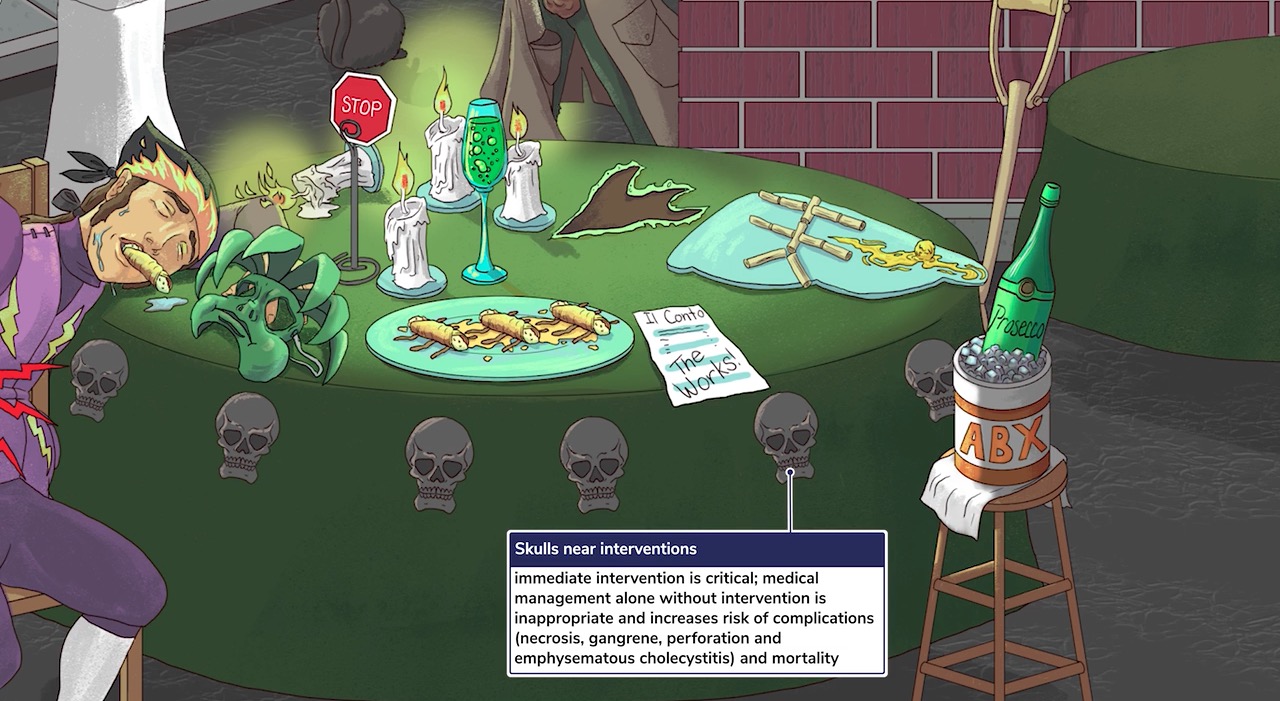 STOP
Il Conto
The
Works!
Prosecco
ABX
Skulls near interventions
immediate intervention is critical; medical
management alone without intervention is
inappropriate and increases risk of complications
(necrosis, gangrene, perforation and
emphysematous cholecystitis) and mortality